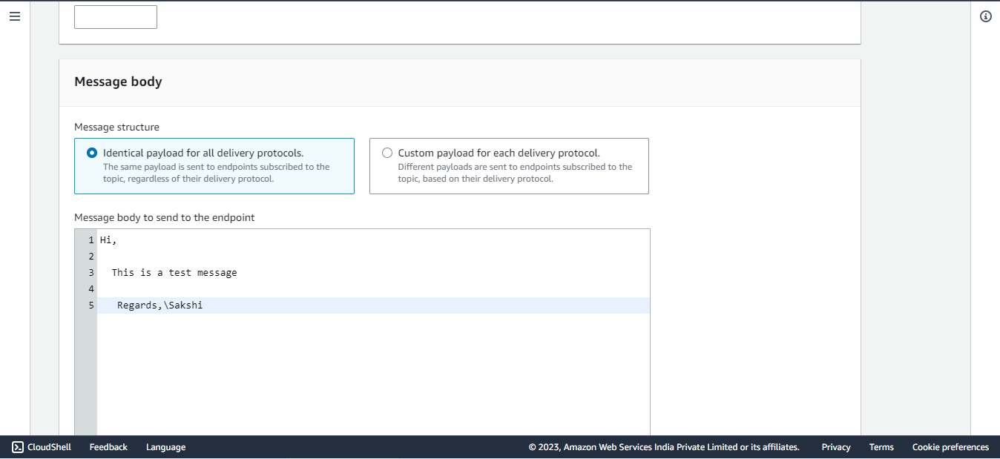 Message body
Message structure
Identical payload for all delivery protocols.
The same payload is sent to endpoints subscribed to the
topic, regardless of their delivery protocol.
Custom payload for each delivery protocol.
Different payloads are sent to endpoints subscribed to the
topic, based on their delivery protocol.
Message body to send to the endpoint
1 Hi,
2
3 This is a test message
4
5 Regards,\Sakshi
CloudShell Feedback Language © 2023, Amazon Web Services India Private Limited or its affiliates. Privacy Terms Cookie preferences